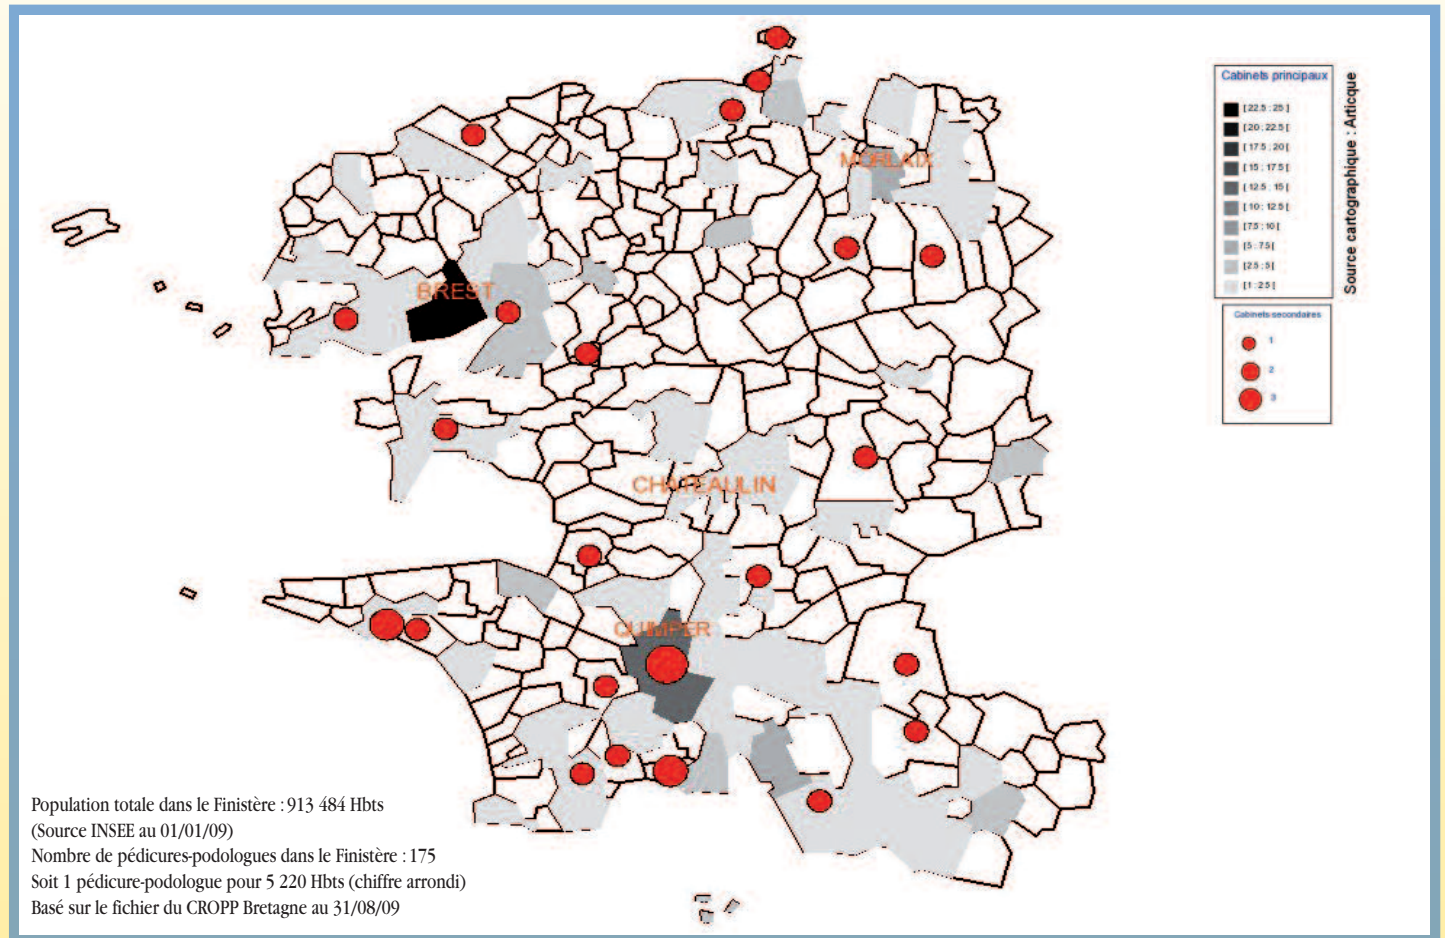 MORLAIX
BREST
CHATEAULIN
QUIMPER
Cabinets principaux
[ 22.5 : 25 ]
[ 20 : 22.5 [
[ 17.5 : 20 [
[ 15 : 17.5 [
[ 12.5 : 15 [
[ 10 : 12.5 [
[ 7.5 : 10 [
[ 5 : 7.5 [
[ 2.5 : 5 [
[ 1 : 2.5 [
Source cartographique : Articque
Cabinets secondaires
1
2
3
Population totale dans le Finistère : 913 484 Hbts
(Source INSEE au 01/01/09)
Nombre de pédicures-podologues dans le Finistère : 175
Soit 1 pédicure-podologue pour 5 220 Hbts (chiffre arrondi)
Basé sur le fichier du CROPP Bretagne au 31/08/09